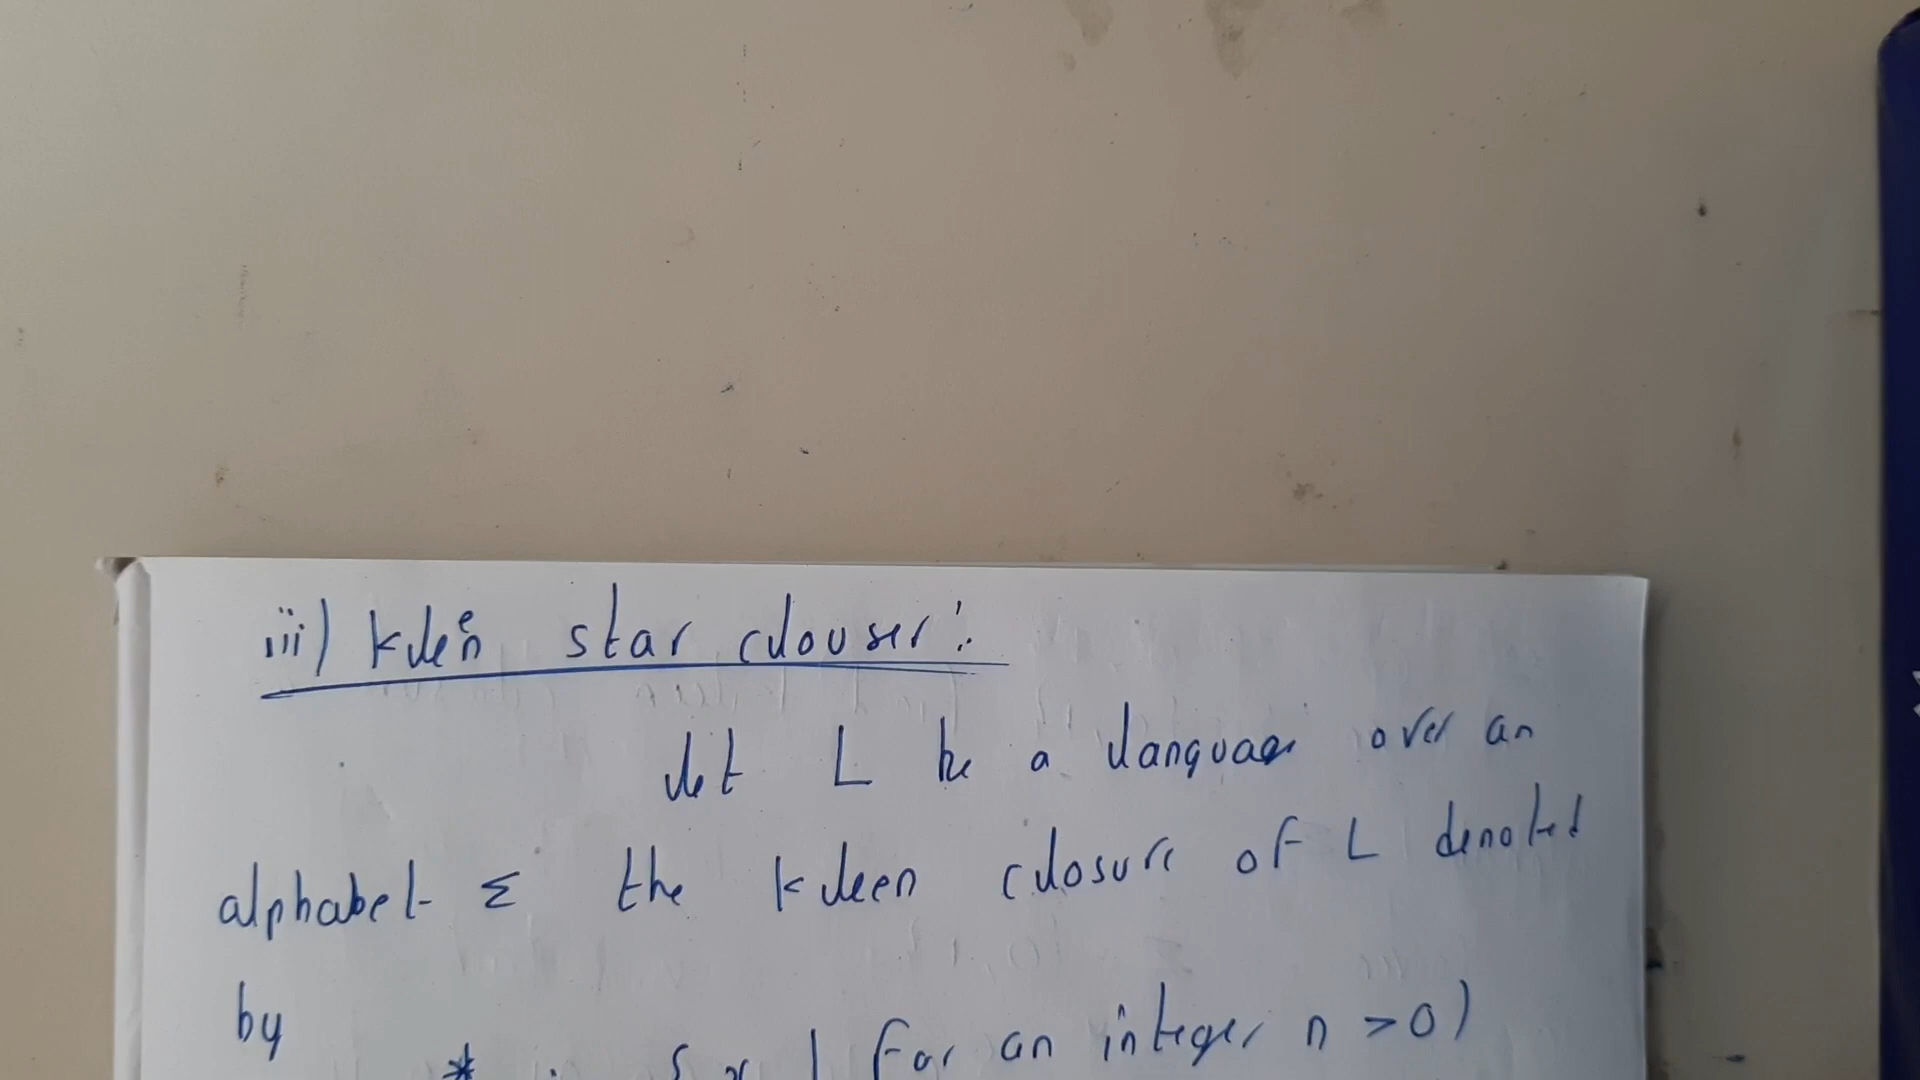 iii) Kleen star clouser:
Let L be a language over an
alphabet Σ the kleen closure of L denoted
by
* { x | for an integer n > 0)